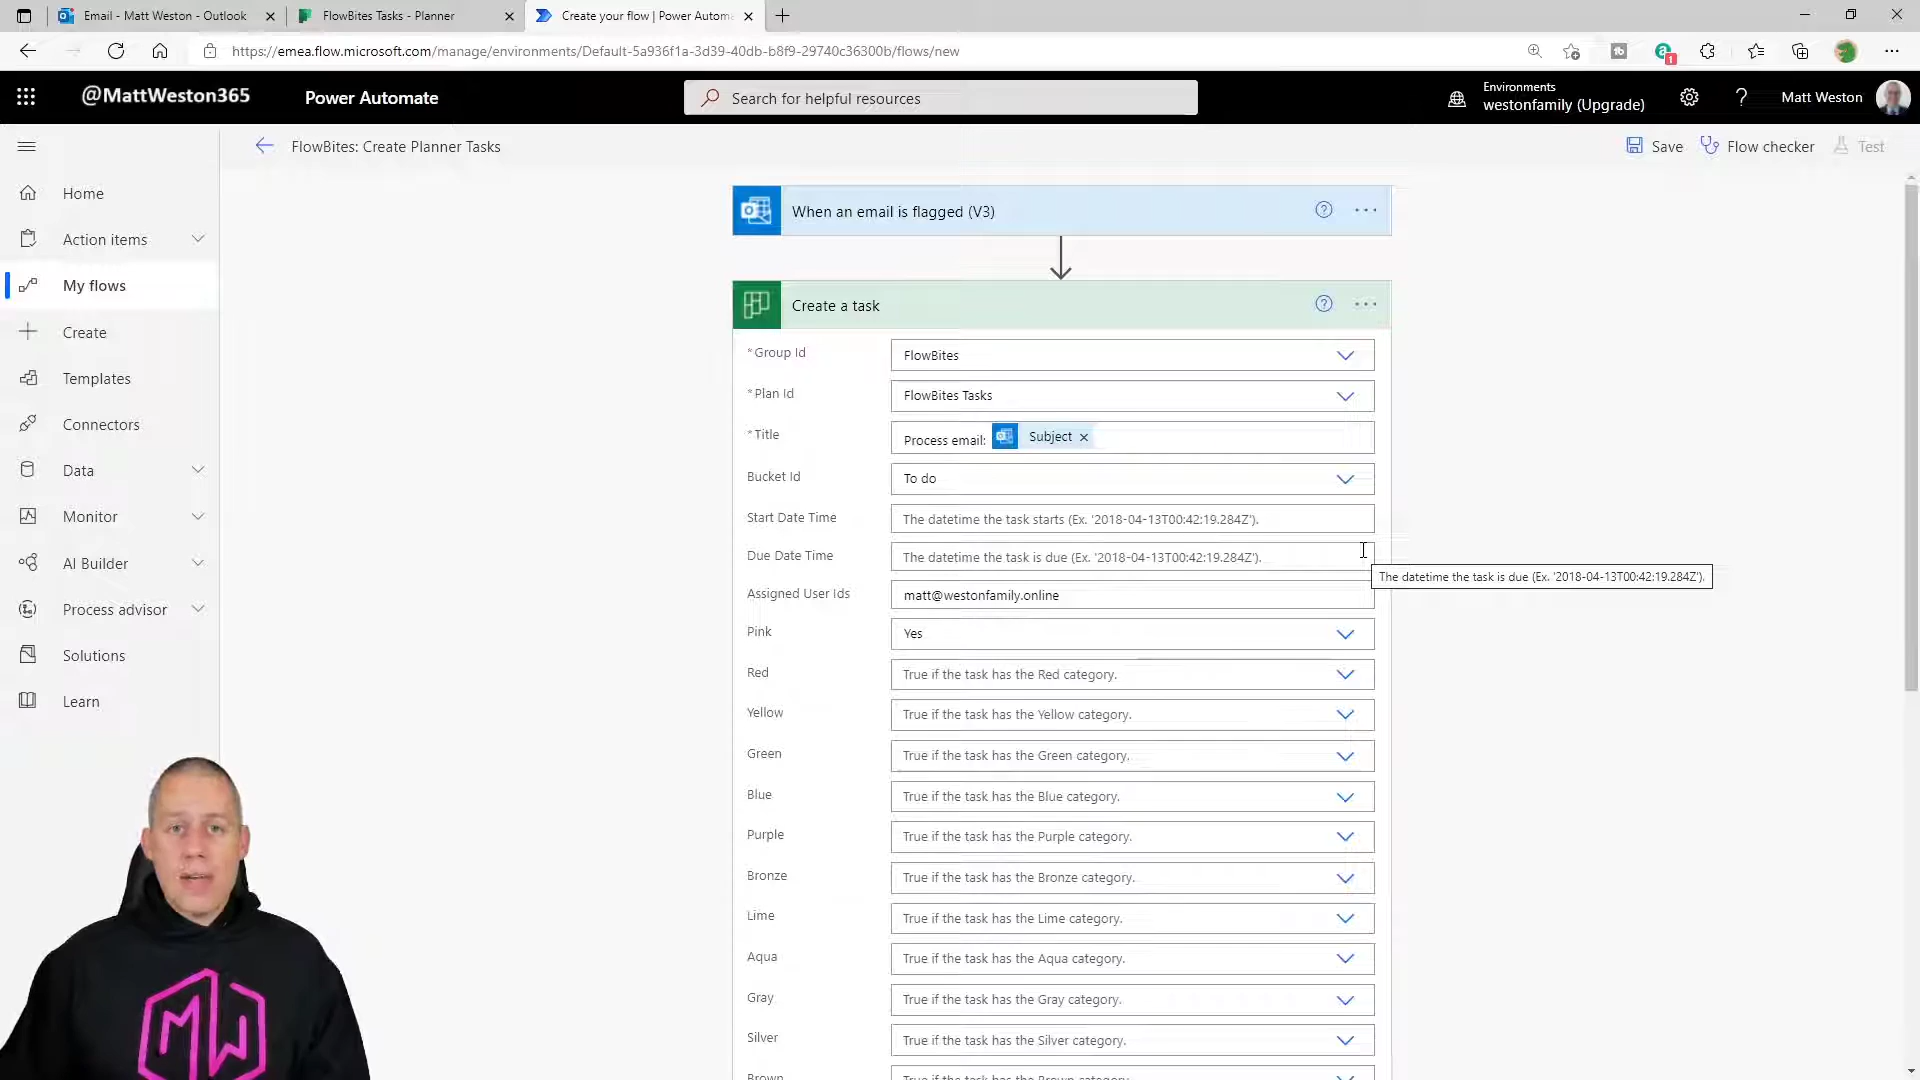 Email - Matt Weston - Outlook
FlowBites Tasks - Planner
Create your flow | Power Autom
https://emea.flow.microsoft.com/manage/environments/Default-5a936f1a-3d39-40db-b8f9-29740c36300b/flows/new
1
@MattWeston365
Power Automate
Search for helpful resources
Environments
westonfamily (Upgrade)
?
Matt Weston
FlowBites: Create Planner Tasks
Save
Flow checker
Test
Home
Action items
My flows
Create
Templates
Connectors
Data
Monitor
AI Builder
Process advisor
Solutions
Learn
When an email is flagged (V3)
Create a task
* Group Id
FlowBites
* Plan Id
FlowBites Tasks
* Title
Process email: Subject ×
Bucket Id
To do
Start Date Time
The datetime the task starts (Ex. '2018-04-13T00:42:19.284Z').
Due Date Time
The datetime the task is due (Ex. '2018-04-13T00:42:19.284Z').
The datetime the task is due (Ex. '2018-04-13T00:42:19.284Z').
Assigned User Ids
matt@westonfamily.online
Pink
Yes
Red
True if the task has the Red category.
Yellow
True if the task has the Yellow category.
Green
True if the task has the Green category.
Blue
True if the task has the Blue category.
Purple
True if the task has the Purple category.
Bronze
True if the task has the Bronze category.
Lime
True if the task has the Lime category.
Aqua
True if the task has the Aqua category.
Gray
True if the task has the Gray category.
Silver
True if the task has the Silver category.
Brown
True if the task has the Brown category.
MW